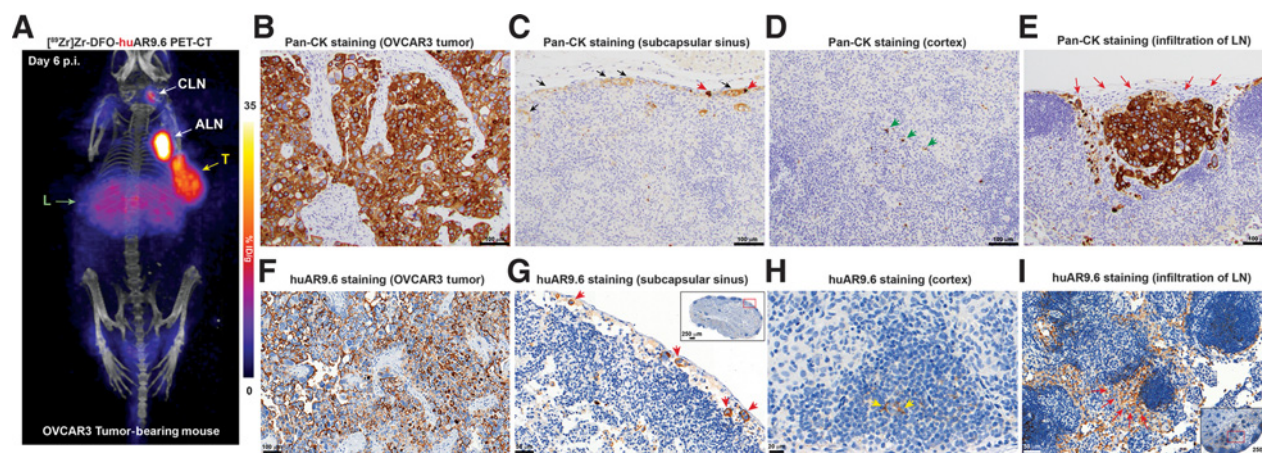 A
[89Zr]Zr-DFO-huAR9.6 PET-CT
Day 6 p.i.
CLN
ALN
T
L
35
% ID/g
0
OVCAR3 Tumor-bearing mouse
B
Pan-CK staining (OVCAR3 tumor)
100 µm
C
Pan-CK staining (subcapsular sinus)
100 µm
D
Pan-CK staining (cortex)
100 µm
E
Pan-CK staining (infiltration of LN)
F
huAR9.6 staining (OVCAR3 tumor)
G
huAR9.6 staining (subcapsular sinus)
250 µm
H
huAR9.6 staining (cortex)
I
huAR9.6 staining (infiltration of LN)